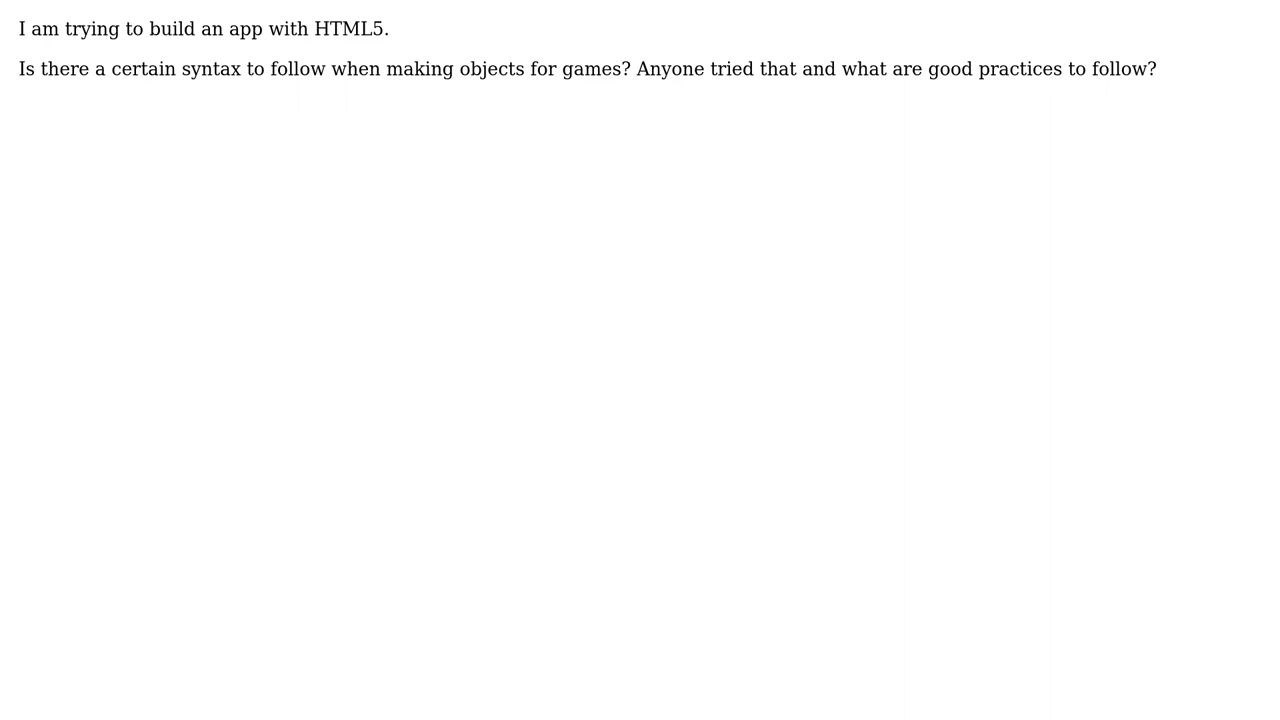 I am trying to build an app with HTML5.
Is there a certain syntax to follow when making objects for games? Anyone tried that and what are good practices to follow?